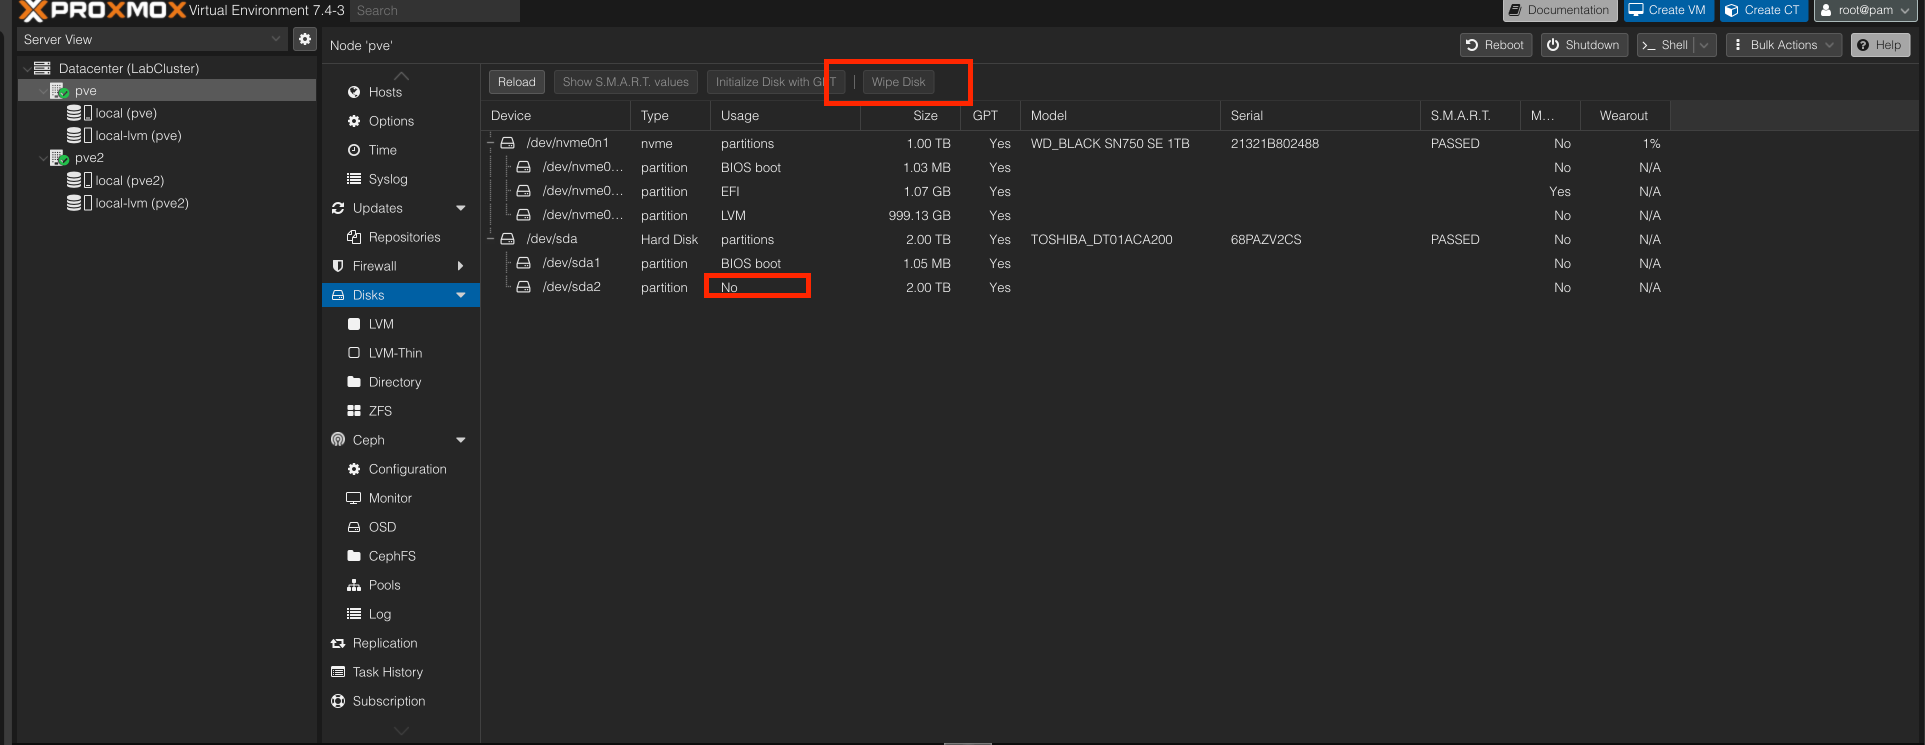 PROXMOX Virtual Environment 7.4-3 Search Documentation Create VM Create CT root@pam
Server View
Node 'pve' Reboot Shutdown Shell Bulk Actions Help
Datacenter (LabCluster)
pve
local (pve)
local-lvm (pve)
pve2
local (pve2)
local-lvm (pve2)
Hosts
Options
Time
Syslog
Updates
Repositories
Firewall
Disks
LVM
LVM-Thin
Directory
ZFS
Ceph
Configuration
Monitor
OSD
CephFS
Pools
Log
Replication
Task History
Subscription
Reload Show S.M.A.R.T. values Initialize Disk with GPT Wipe Disk
Device Type Usage Size GPT Model Serial S.M.A.R.T. M... Wearout
/dev/nvme0n1 nvme partitions 1.00 TB Yes WD_BLACK SN750 SE 1TB 21321B802488 PASSED No 1%
/dev/nvme0... partition BIOS boot 1.03 MB Yes No N/A
/dev/nvme0... partition EFI 1.07 GB Yes Yes N/A
/dev/nvme0... partition LVM 999.13 GB Yes No N/A
/dev/sda Hard Disk partitions 2.00 TB Yes TOSHIBA_DT01ACA200 68PAZV2CS PASSED No N/A
/dev/sda1 partition BIOS boot 1.05 MB Yes No N/A
/dev/sda2 partition No 2.00 TB Yes No N/A